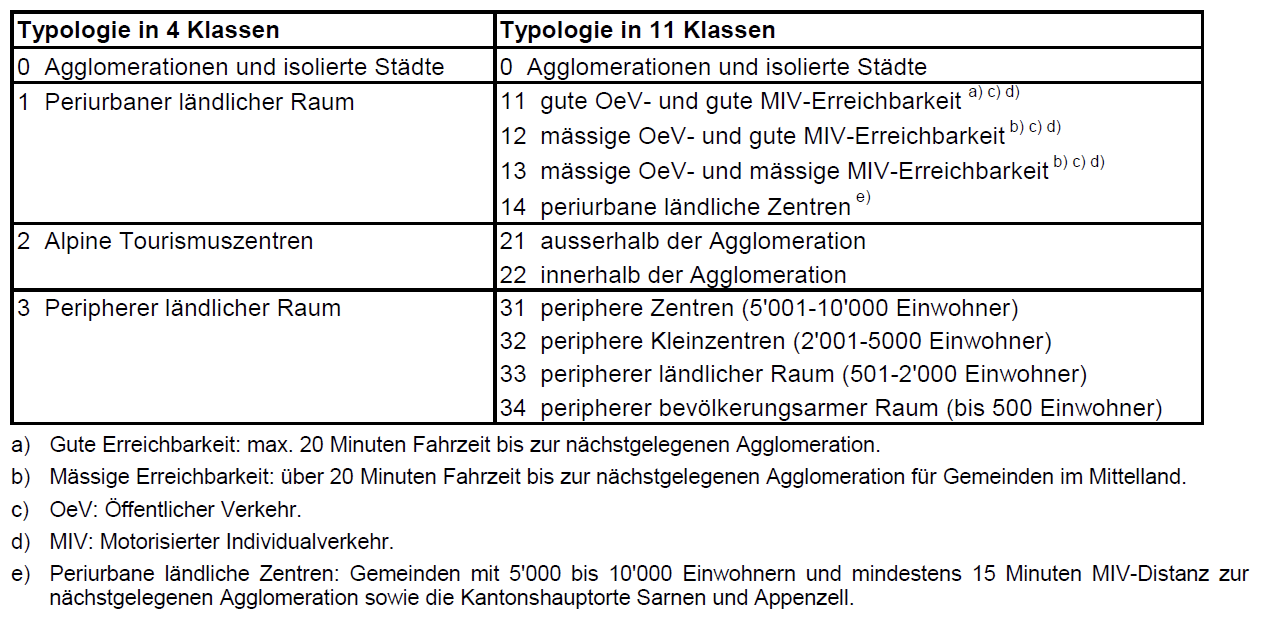 Typologie in 4 Klassen Typologie in 11 Klassen
0 Agglomerationen und isolierte Städte 0 Agglomerationen und isolierte Städte
1 Periurbaner ländlicher Raum 11 gute OeV- und gute MIV-Erreichbarkeit a) c) d)
12 mässige OeV- und gute MIV-Erreichbarkeit b) c) d)
13 mässige OeV- und mässige MIV-Erreichbarkeit b) c) d)
14 periurbane ländliche Zentren e)
2 Alpine Tourismuszentren 21 ausserhalb der Agglomeration
22 innerhalb der Agglomeration
3 Peripherer ländlicher Raum 31 periphere Zentren (5'001-10'000 Einwohner)
32 periphere Kleinzentren (2'001-5000 Einwohner)
33 peripherer ländlicher Raum (501-2'000 Einwohner)
34 peripherer bevölkerungsarmer Raum (bis 500 Einwohner)
a) Gute Erreichbarkeit: max. 20 Minuten Fahrzeit bis zur nächstgelegenen Agglomeration.
b) Mässige Erreichbarkeit: über 20 Minuten Fahrzeit bis zur nächstgelegenen Agglomeration für Gemeinden im Mittelland.
c) OeV: Öffentlicher Verkehr.
d) MIV: Motorisierter Individualverkehr.
e) Periurbane ländliche Zentren: Gemeinden mit 5'000 bis 10'000 Einwohnern und mindestens 15 Minuten MIV-Distanz zur
nächstgelegenen Agglomeration sowie die Kantonshauptorte Sarnen und Appenzell.